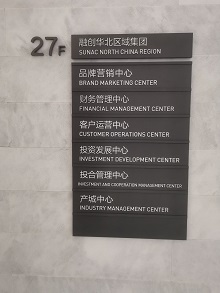 27F
融创华北区域集团
SUNAC NORTH CHINA REGION
品牌营销中心
BRAND MARKETING CENTER
财务管理中心
FINANCIAL MANAGEMENT CENTER
客户运营中心
CUSTOMER OPERATIONS CENTER
投资发展中心
INVESTMENT DEVELOPMENT CENTER
投合管理中心
INVESTMENT AND COOPERATION MANAGEMENT CENTER
产城中心
INDUSTRY MANAGEMENT CENTER